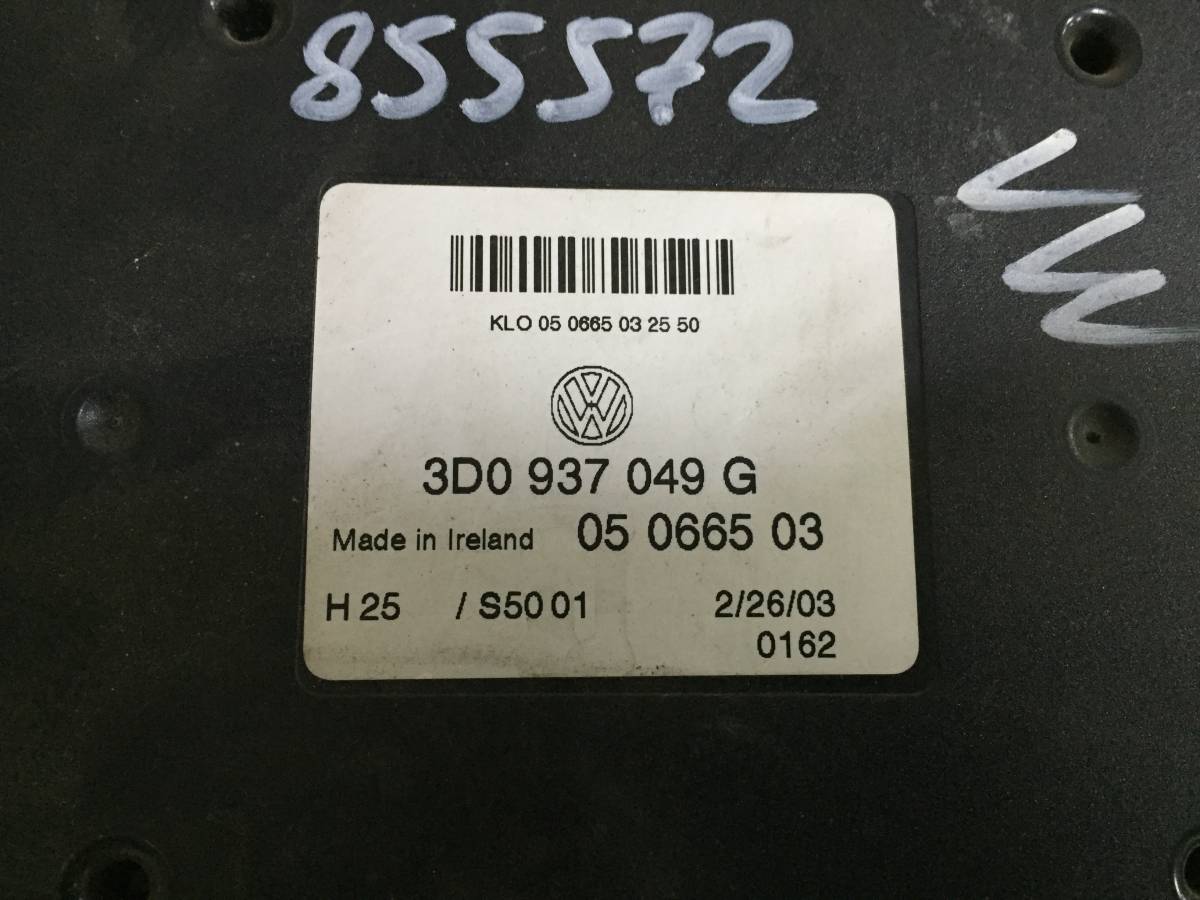 855572
VW
KLO 05 0665 03 25 50
3D0 937 049 G
Made in Ireland 05 0665 03
H 25 / S50 01 2/26/03
0162